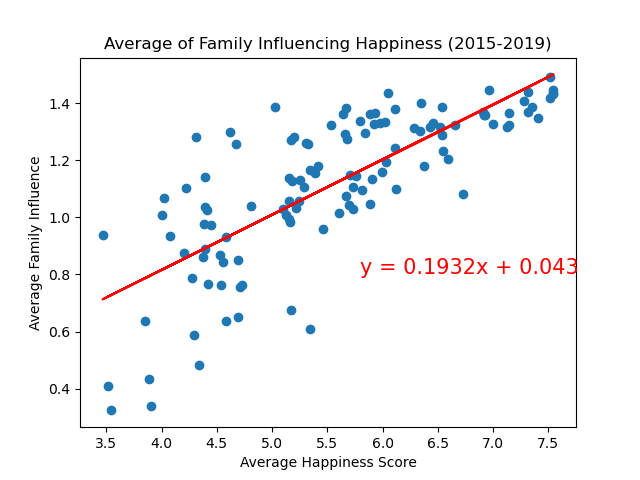 Average of Family Influencing Happiness (2015-2019)
1.4
1.2
1.0
0.8
0.6
0.4
Average Family Influence
y = 0.1932x + 0.043
3.5 4.0 4.5 5.0 5.5 6.0 6.5 7.0 7.5
Average Happiness Score